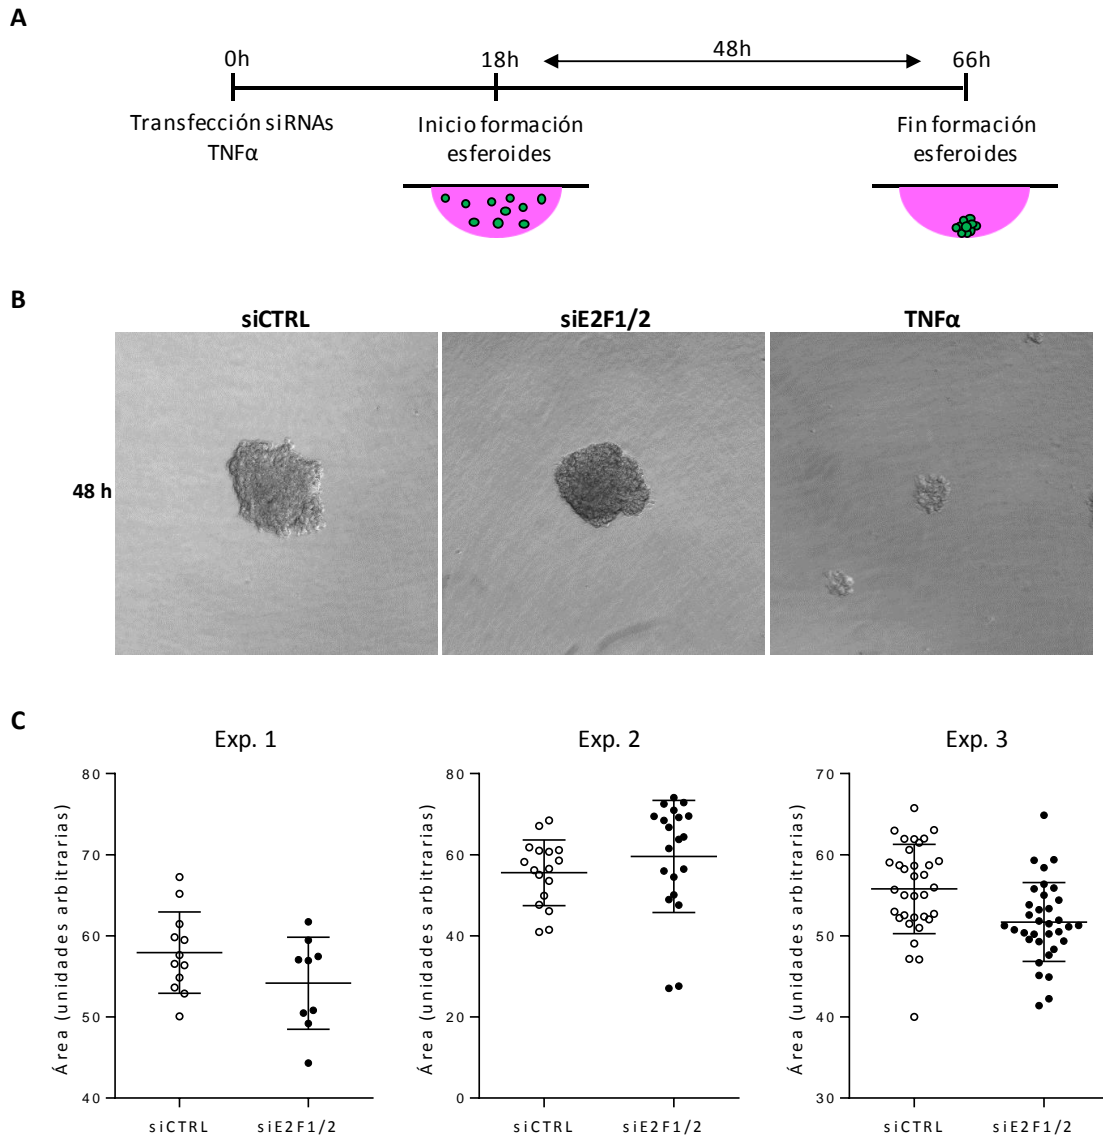 A
0h
18h
48h
66h
Transfección siRNAs
TNFα
Inicio formación
esferoides
Fin formación
esferoides
B
siCTRL
siE2F1/2
TNFα
48 h
C
Exp. 1
Área (unidades arbitrarias)
80
70
60
50
40
siCTRL
siE2F1/2
Exp. 2
Área (unidades arbitrarias)
80
60
40
20
0
siCTRL
siE2F1/2
Exp. 3
Área (unidades arbitrarias)
70
60
50
40
30
siCTRL
siE2F1/2